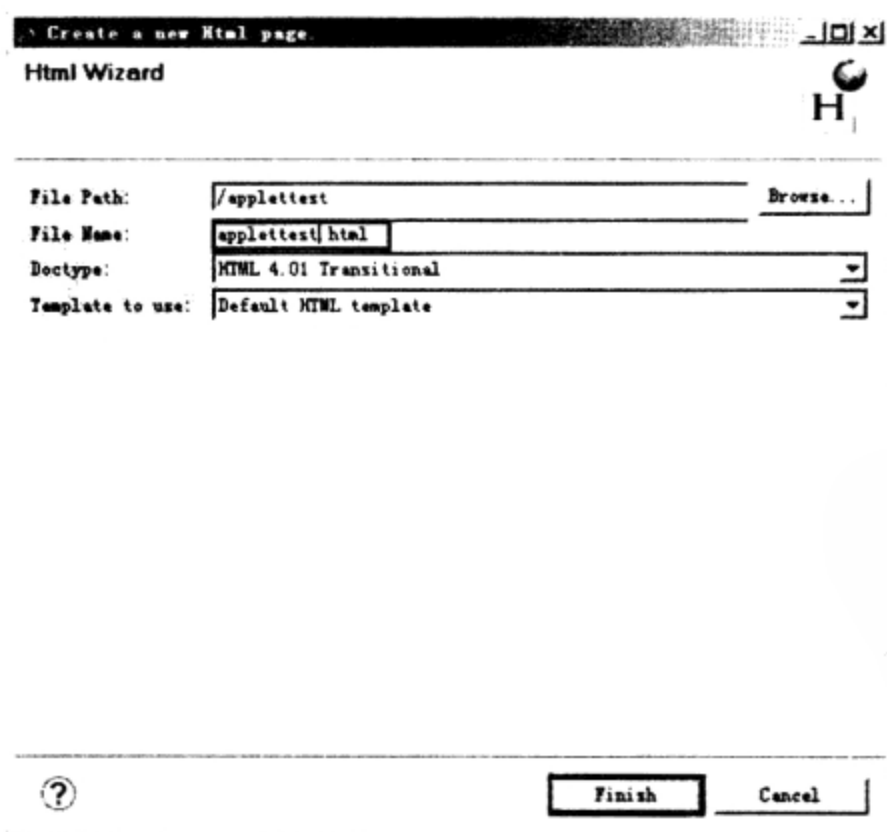 Create a new Html page.
Html Wizard
H
File Path: /applettest Browse...
File Name: applettest.html
Doctype: HTML 4.01 Transitional
Template to use: Default HTML template
?
Finish Cancel